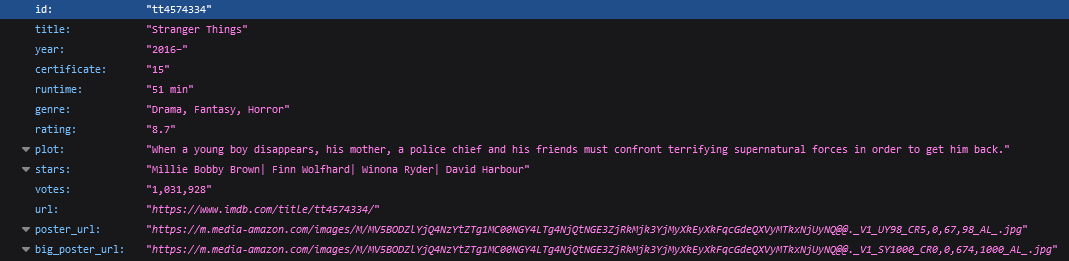 id: "tt4574334"
title: "Stranger Things"
year: "2016–"
certificate: "15"
runtime: "51 min"
genre: "Drama, Fantasy, Horror"
rating: "8.7"
plot: "When a young boy disappears, his mother, a police chief and his friends must confront terrifying supernatural forces in order to get him back."
stars: "Millie Bobby Brown| Finn Wolfhard| Winona Ryder| David Harbour"
votes: "1,031,928"
url: "https://www.imdb.com/title/tt4574334/"
poster_url: "https://m.media-amazon.com/images/M/MV5BODZlYjQ4NzYtZTg1MC00NGY4LTg4NjQtNGE3ZjRkMjk3YjMyXkEyXkFqcGdeQXVyMTkxNjUyNQ@@._V1_UY98_CR5,0,67,98_AL_.jpg"
big_poster_url: "https://m.media-amazon.com/images/M/MV5BODZlYjQ4NzYtZTg1MC00NGY4LTg4NjQtNGE3ZjRkMjk3YjMyXkEyXkFqcGdeQXVyMTkxNjUyNQ@@._V1_SY1000_CR0,0,674,1000_AL_.jpg"